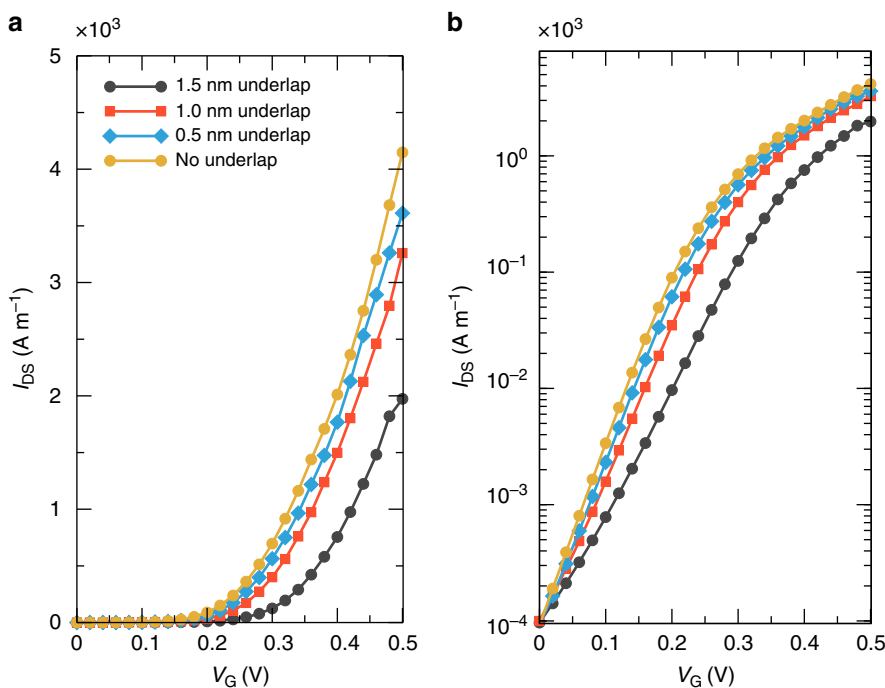 a
×10³
5
4
3
2
1
0
0 0.1 0.2 0.3 0.4 0.5
I_DS (A m⁻¹)
V_G (V)
1.5 nm underlap
1.0 nm underlap
0.5 nm underlap
No underlap
b
×10³
10⁰
10⁻¹
10⁻²
10⁻³
10⁻⁴
0 0.1 0.2 0.3 0.4 0.5
I_DS (A m⁻¹)
V_G (V)